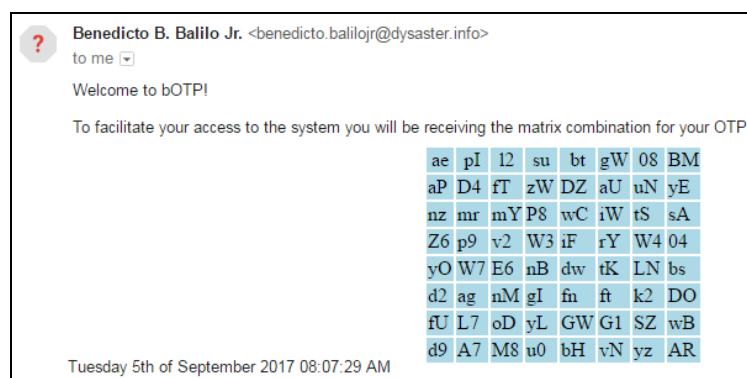 ?
Benedicto B. Balilo Jr. <benedicto.balilojr@dysaster.info>
to me
Welcome to bOTP!
To facilitate your access to the system you will be receiving the matrix combination for your OTP
ae pI l2 su bt gW 08 BM
aP D4 fT zW DZ aU uN yE
nz mr mY P8 wC iW tS sA
Z6 p9 v2 W3 iF rY W4 04
yO W7 E6 nB dw tK LN bs
d2 ag nM gI fn ft k2 DO
fU L7 oD yL GW G1 SZ wB
d9 A7 M8 u0 bH vN yz AR
Tuesday 5th of September 2017 08:07:29 AM